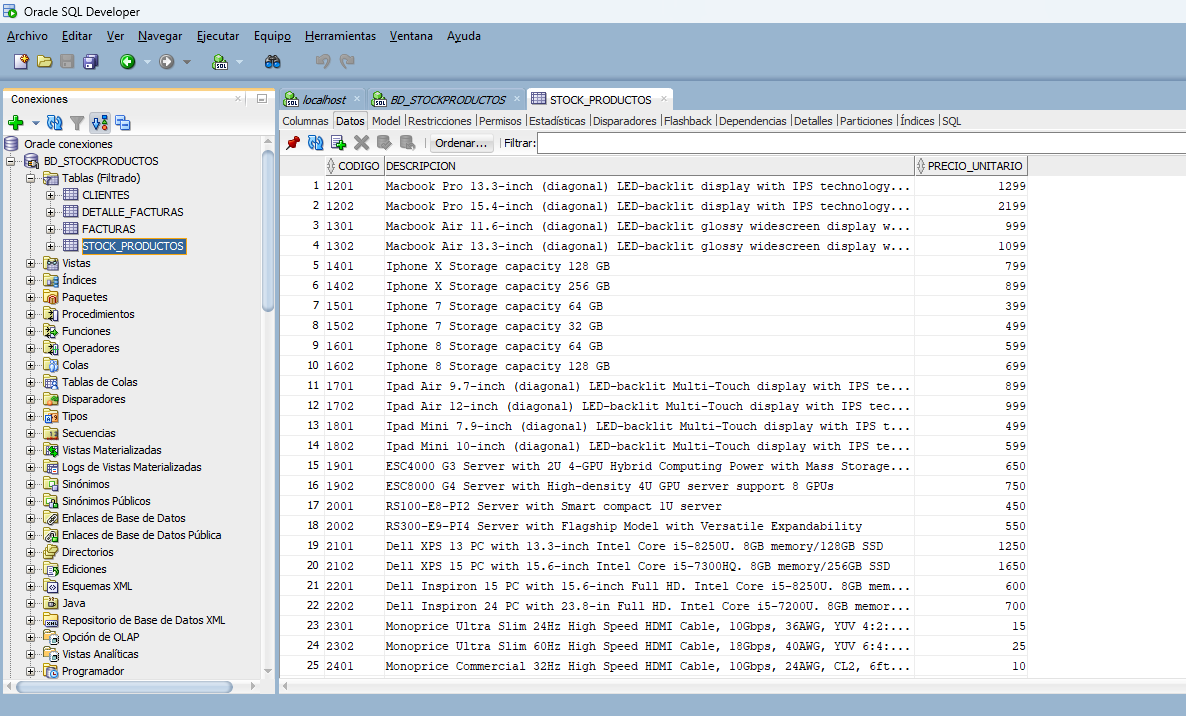 Oracle SQL Developer
Archivo Editar Ver Navegar Ejecutar Equipo Herramientas Ventana Ayuda
Conexiones
Oracle conexiones
BD_STOCKPRODUCTOS
Tablas (Filtrado)
CLIENTES
DETALLE_FACTURAS
FACTURAS
STOCK_PRODUCTOS
Vistas
Índices
Paquetes
Procedimientos
Funciones
Operadores
Colas
Tablas de Colas
Disparadores
Tipos
Secuencias
Vistas Materializadas
Logs de Vistas Materializadas
Sinónimos
Sinónimos Públicos
Enlaces de Base de Datos
Enlaces de Base de Datos Pública
Directorios
Ediciones
Esquemas XML
Java
Repositorio de Base de Datos XML
Opción de OLAP
Vistas Analíticas
Programador
localhost BD_STOCKPRODUCTOS STOCK_PRODUCTOS
Columnas Datos Model Restricciones Permisos Estadísticas Disparadores Flashback Dependencias Detalles Particiones Índices SQL
Ordenar... Filtrar:
CODIGO DESCRIPCION PRECIO_UNITARIO
1 1201 Macbook Pro 13.3-inch (diagonal) LED-backlit display with IPS technology... 1299
2 1202 Macbook Pro 15.4-inch (diagonal) LED-backlit display with IPS technology... 2199
3 1301 Macbook Air 11.6-inch (diagonal) LED-backlit glossy widescreen display w... 999
4 1302 Macbook Air 13.3-inch (diagonal) LED-backlit glossy widescreen display w... 1099
5 1401 Iphone X Storage capacity 128 GB 799
6 1402 Iphone X Storage capacity 256 GB 899
7 1501 Iphone 7 Storage capacity 64 GB 399
8 1502 Iphone 7 Storage capacity 32 GB 499
9 1601 Iphone 8 Storage capacity 64 GB 599
10 1602 Iphone 8 Storage capacity 128 GB 699
11 1701 Ipad Air 9.7-inch (diagonal) LED-backlit Multi-Touch display with IPS te... 899
12 1702 Ipad Air 12-inch (diagonal) LED-backlit Multi-Touch display with IPS tec... 999
13 1801 Ipad Mini 7.9-inch (diagonal) LED-backlit Multi-Touch display with IPS t... 499
14 1802 Ipad Mini 10-inch (diagonal) LED-backlit Multi-Touch display with IPS te... 599
15 1901 ESC4000 G3 Server with 2U 4-GPU Hybrid Computing Power with Mass Storage... 650
16 1902 ESC8000 G4 Server with High-density 4U GPU server support 8 GPUs 750
17 2001 RS100-E8-PI2 Server with Smart compact 1U server 450
18 2002 RS300-E9-PI4 Server with Flagship Model with Versatile Expandability 550
19 2101 Dell XPS 13 PC with 13.3-inch Intel Core i5-8250U. 8GB memory/128GB SSD 1250
20 2102 Dell XPS 15 PC with 15.6-inch Intel Core i5-7300HQ. 8GB memory/256GB SSD 1650
21 2201 Dell Inspiron 15 PC with 15.6-inch Full HD. Intel Core i5-8250U. 8GB mem... 600
22 2202 Dell Inspiron 24 PC with 23.8-in Full HD. Intel Core i5-7200U. 8GB memor... 700
23 2301 Monoprice Ultra Slim 24Hz High Speed HDMI Cable, 10Gbps, 36AWG, YUV 4:2:... 15
24 2302 Monoprice Ultra Slim 60Hz High Speed HDMI Cable, 18Gbps, 40AWG, YUV 6:4:... 25
25 2401 Monoprice Commercial 32Hz High Speed HDMI Cable, 10Gbps, 24AWG, CL2, 6ft... 10